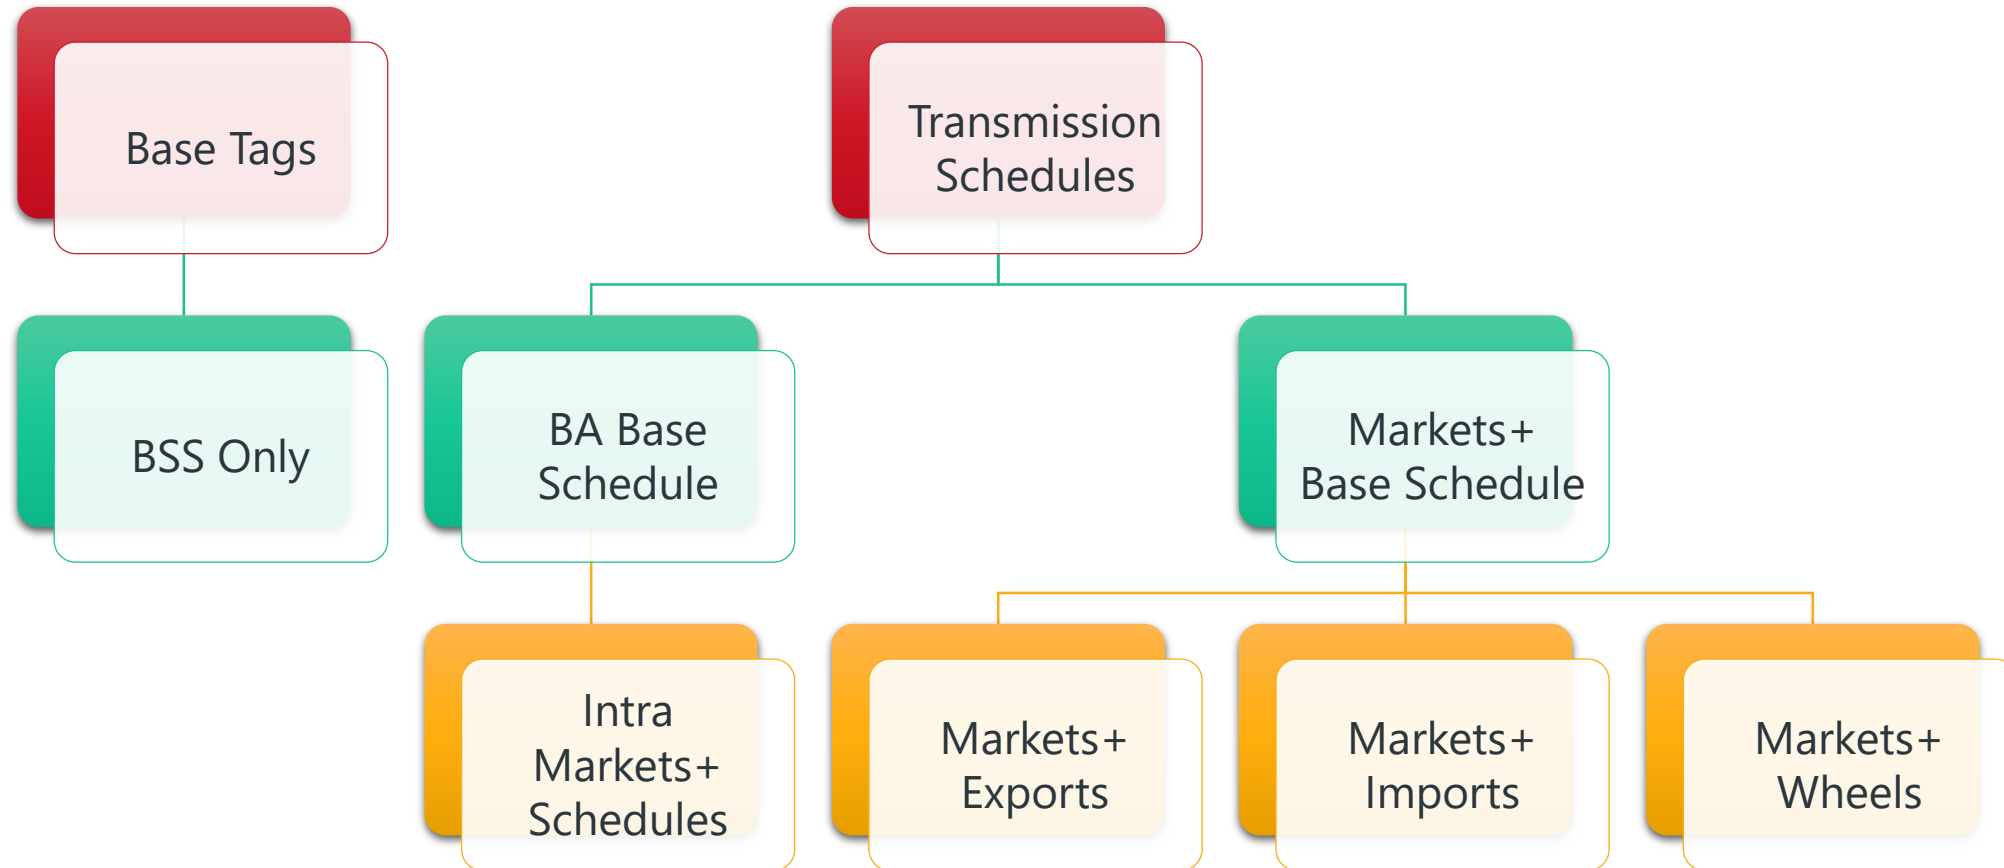 Base Tags
Transmission
Schedules
BSS Only
BA Base
Schedule
Markets+
Base Schedule
Intra
Markets+
Schedules
Markets+
Exports
Markets+
Imports
Markets+
Wheels